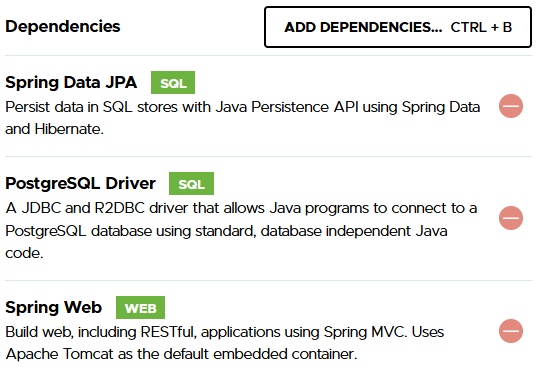 Dependencies
ADD DEPENDENCIES... CTRL + B
Spring Data JPA SQL
Persist data in SQL stores with Java Persistence API using Spring Data
and Hibernate.
PostgreSQL Driver SQL
A JDBC and R2DBC driver that allows Java programs to connect to a
PostgreSQL database using standard, database independent Java
code.
Spring Web WEB
Build web, including RESTful, applications using Spring MVC. Uses
Apache Tomcat as the default embedded container.